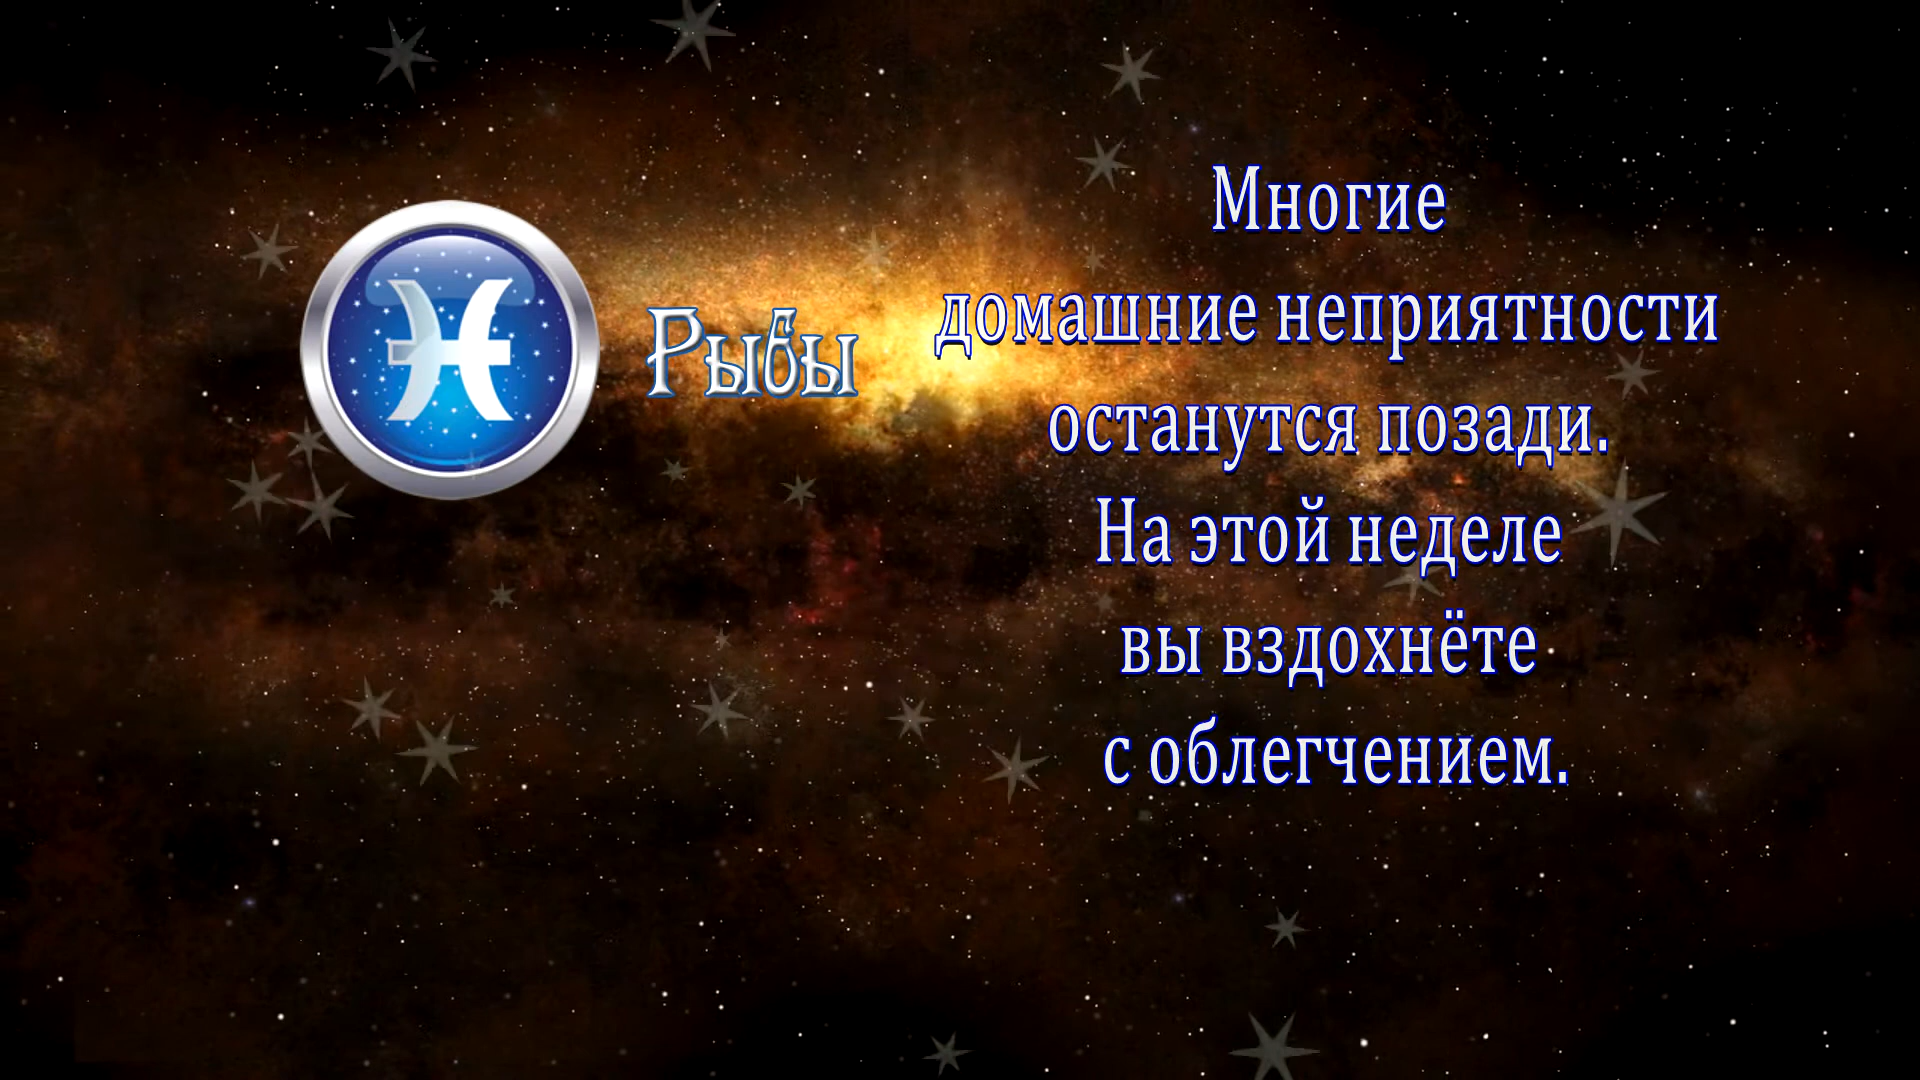 Рыбы
Многие
домашние неприятности
останутся позади.
На этой неделе
вы вздохнёте
с облегчением.